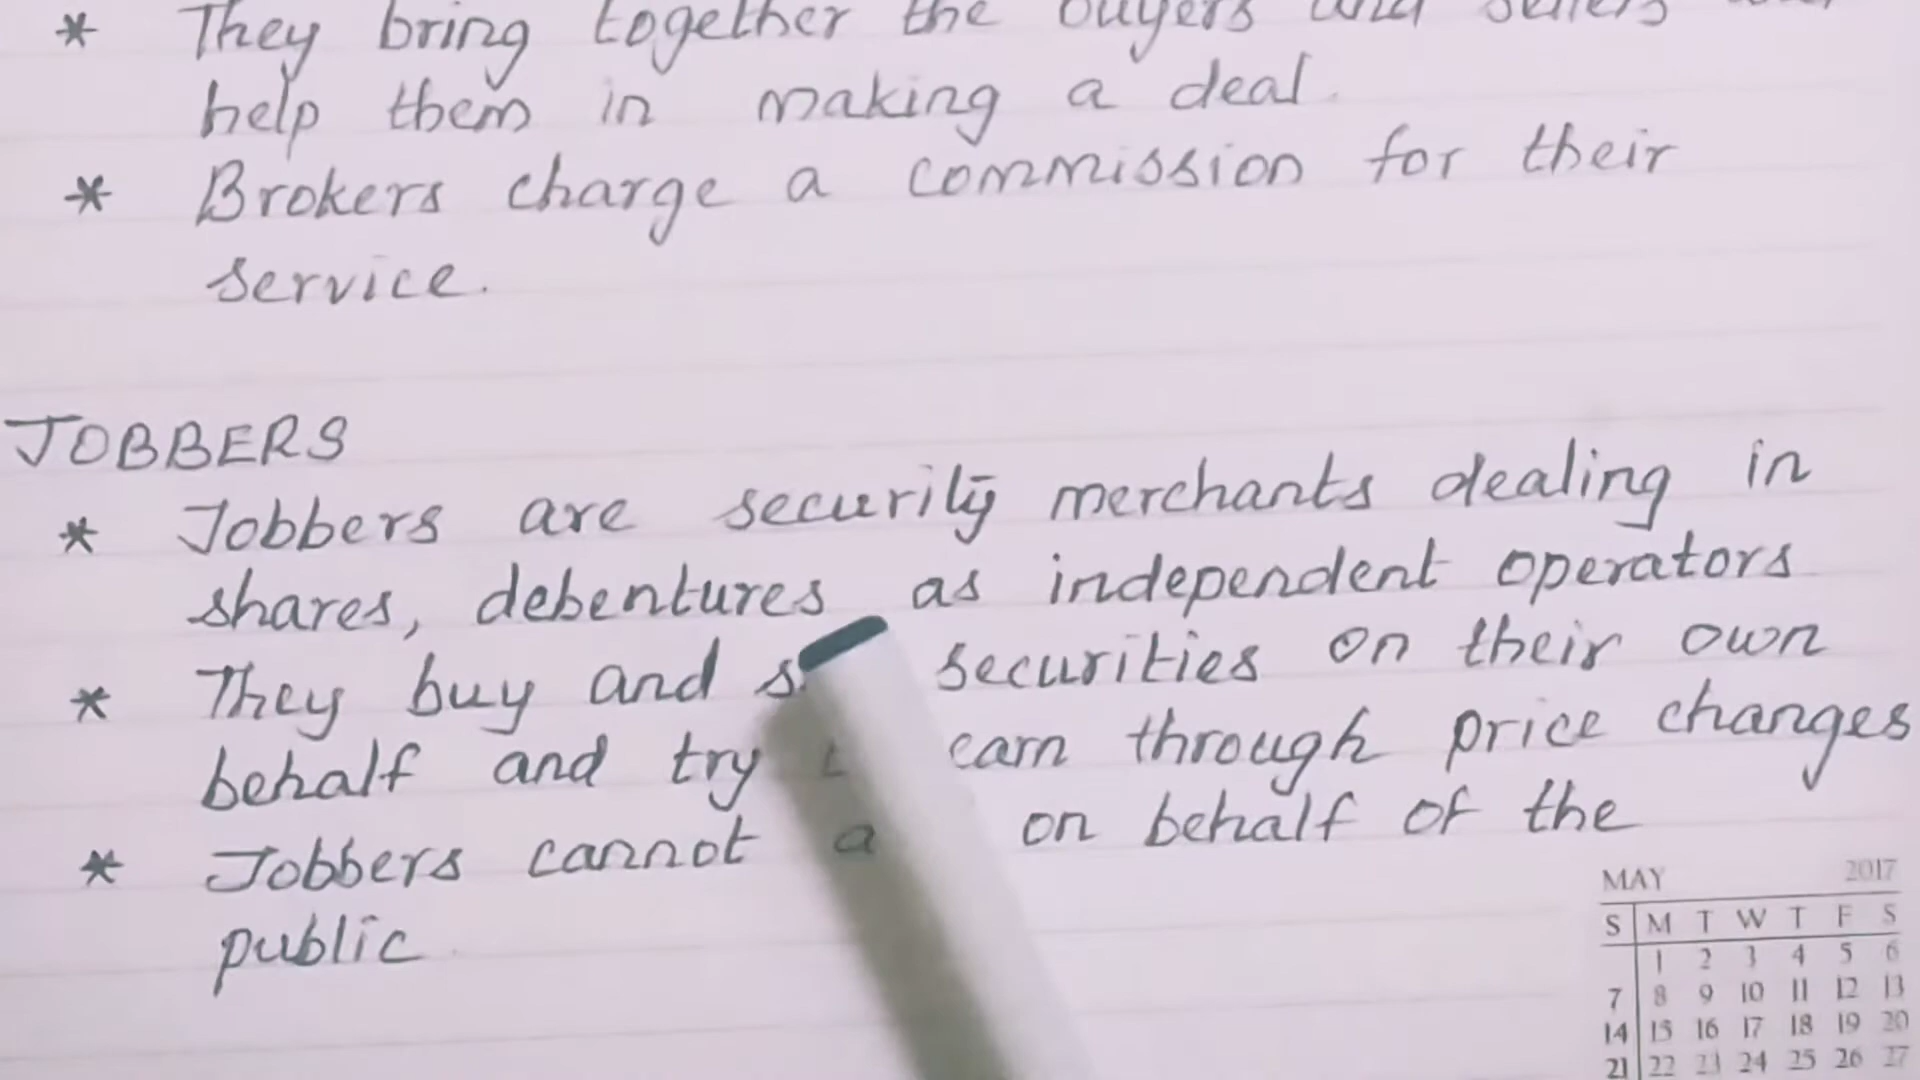 * They bring together the buyers and sellers
help them in making a deal.
* Brokers charge a commission for their
service.
JOBBERS
* Jobbers are security merchants dealing in
shares, debentures as independent operators
* They buy and securities on their own
behalf and try earn through price changes
* Jobbers cannot on behalf of the
public
MAY 2017
S M T W T F S
1 2 3 4 5 6
7 8 9 10 11 12 13
14 15 16 17 18 19 20
21 22 23 24 25 26 27